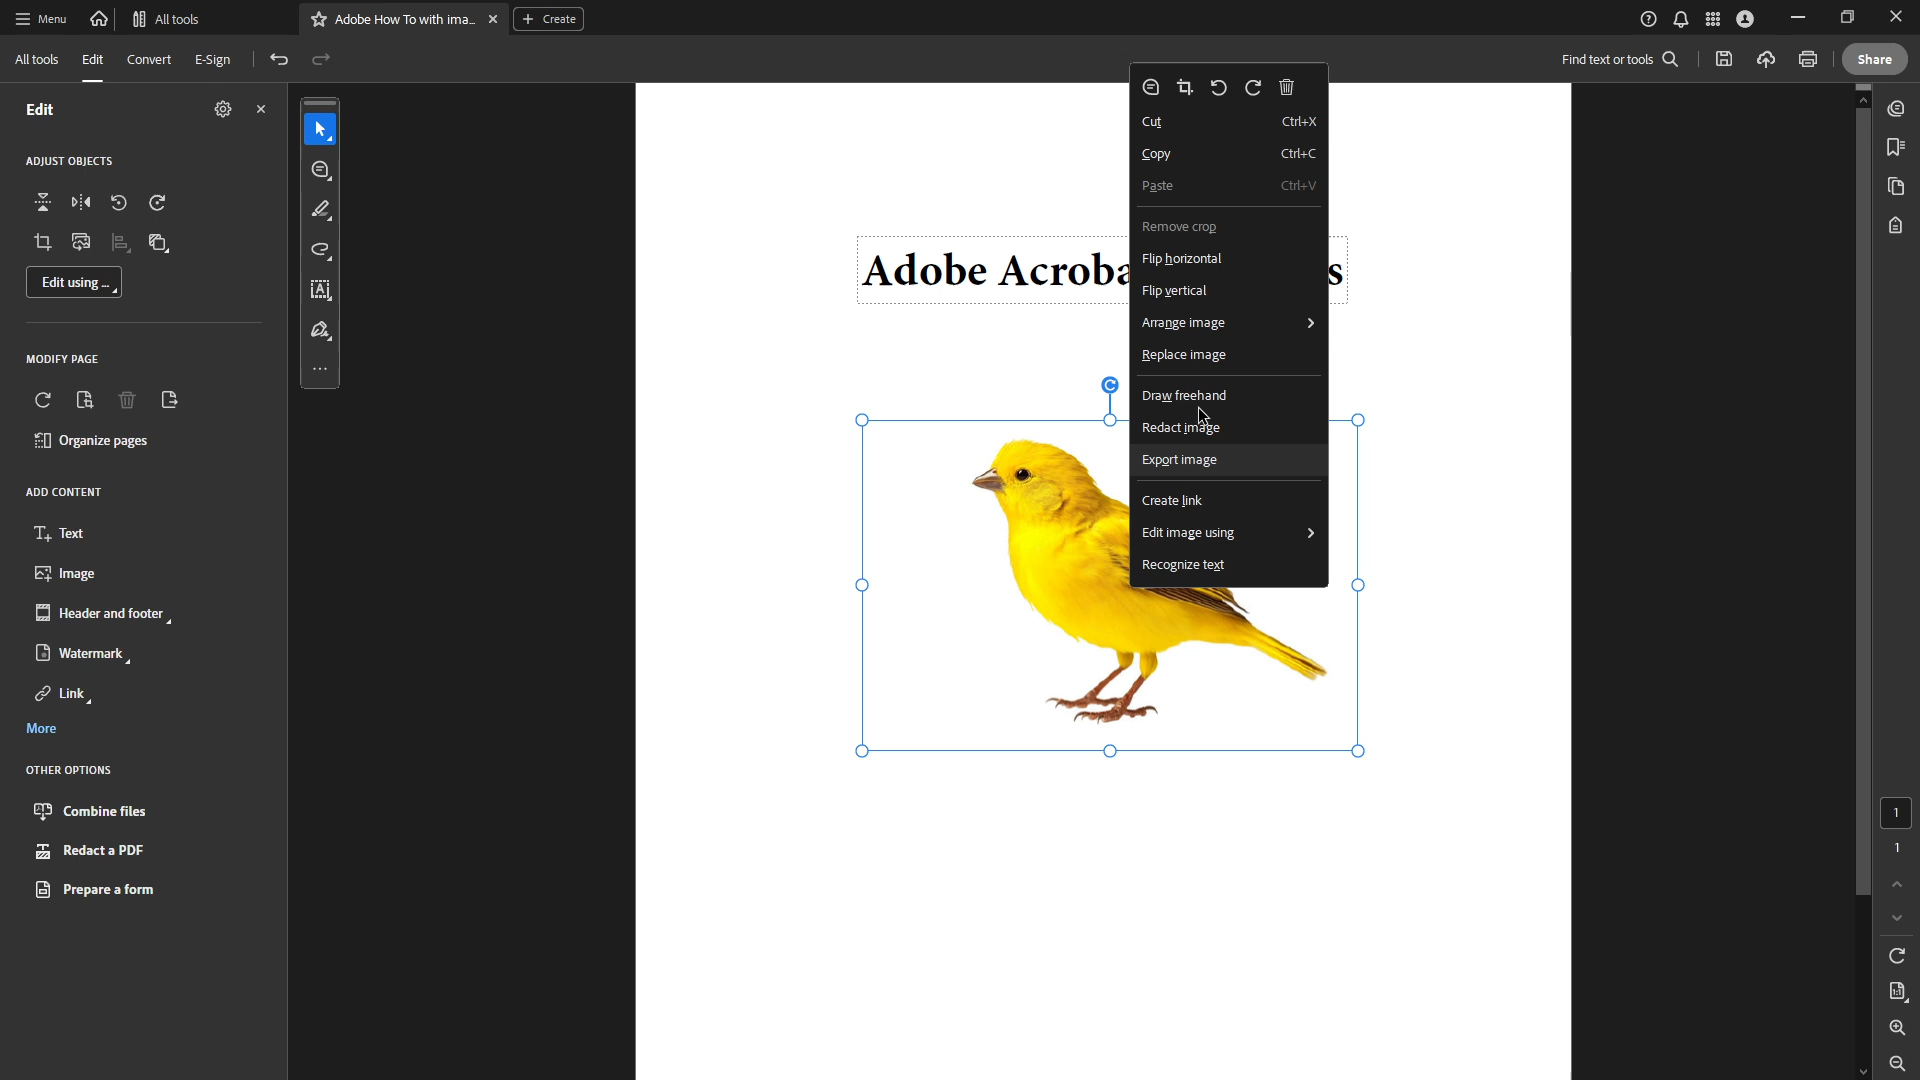 Menu
All tools
Adobe How To with ima...
Create
All tools
Edit
Convert
E-Sign
Find text or tools
Share
Edit
ADJUST OBJECTS
Edit using ...
MODIFY PAGE
Organize pages
ADD CONTENT
Text
Image
Header and footer
Watermark
Link
More
OTHER OPTIONS
Combine files
Redact a PDF
Prepare a form
Adobe Acroba
s
Cut Ctrl+X
Copy Ctrl+C
Paste Ctrl+V
Remove crop
Flip horizontal
Flip vertical
Arrange image
Replace image
Draw freehand
Redact image
Export image
Create link
Edit image using
Recognize text
1
1